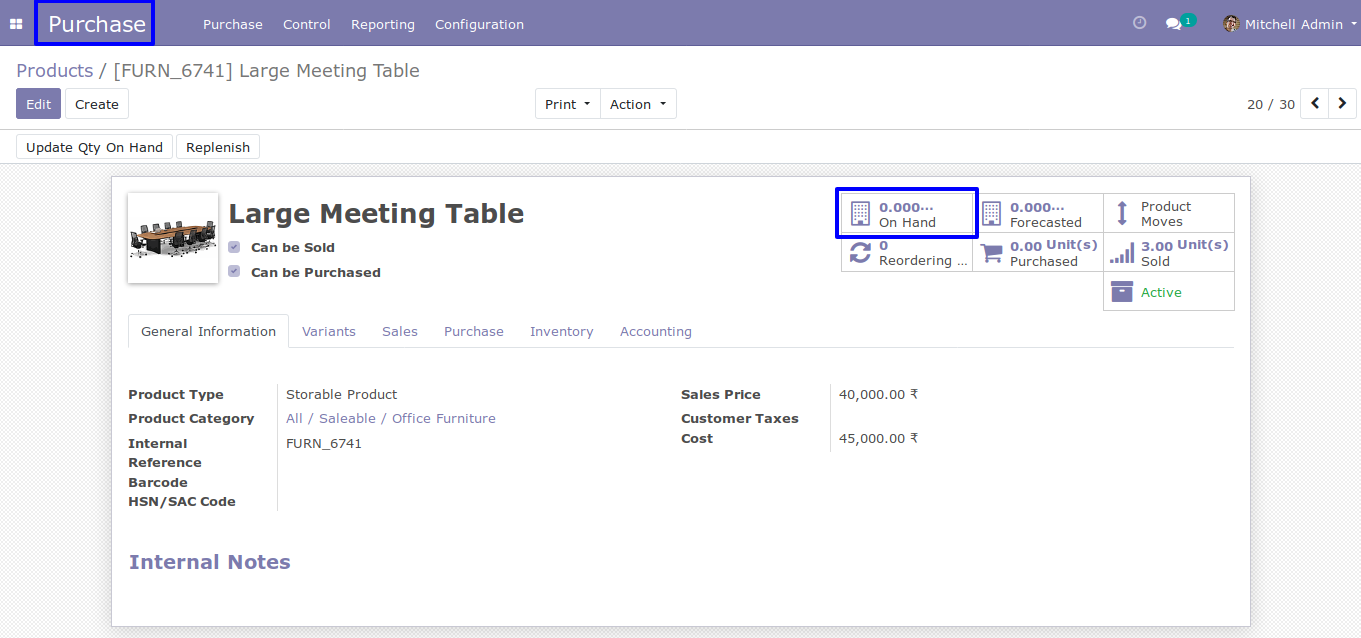 Purchase Purchase Control Reporting Configuration 1 Mitchell Admin
Products / [FURN_6741] Large Meeting Table
Edit Create Print Action 20 / 30
Update Qty On Hand Replenish
Large Meeting Table
Can be Sold
Can be Purchased
0.000···
On Hand
0.000···
Forecasted
Product
Moves
0
Reordering ...
0.00 Unit(s)
Purchased
3.00 Unit(s)
Sold
Active
General Information Variants Sales Purchase Inventory Accounting
Product Type Storable Product
Product Category All / Saleable / Office Furniture
Internal
Reference FURN_6741
Barcode
HSN/SAC Code
Sales Price 40,000.00 ₹
Customer Taxes
Cost 45,000.00 ₹
Internal Notes